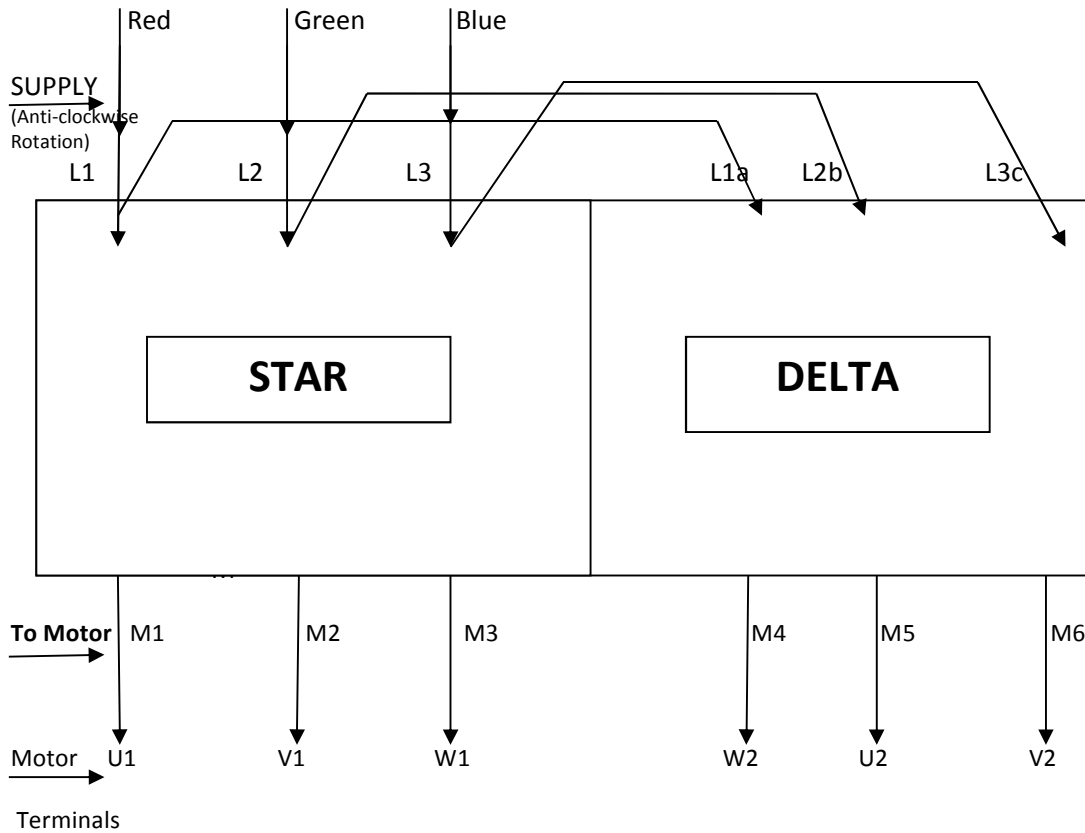 Red Green Blue
SUPPLY
(Anti-clockwise
Rotation)
L1 L2 L3 L1a L2b L3c
STAR DELTA
...
To Motor M1 M2 M3 M4 M5 M6
Motor U1 V1 W1 W2 U2 V2
Terminals